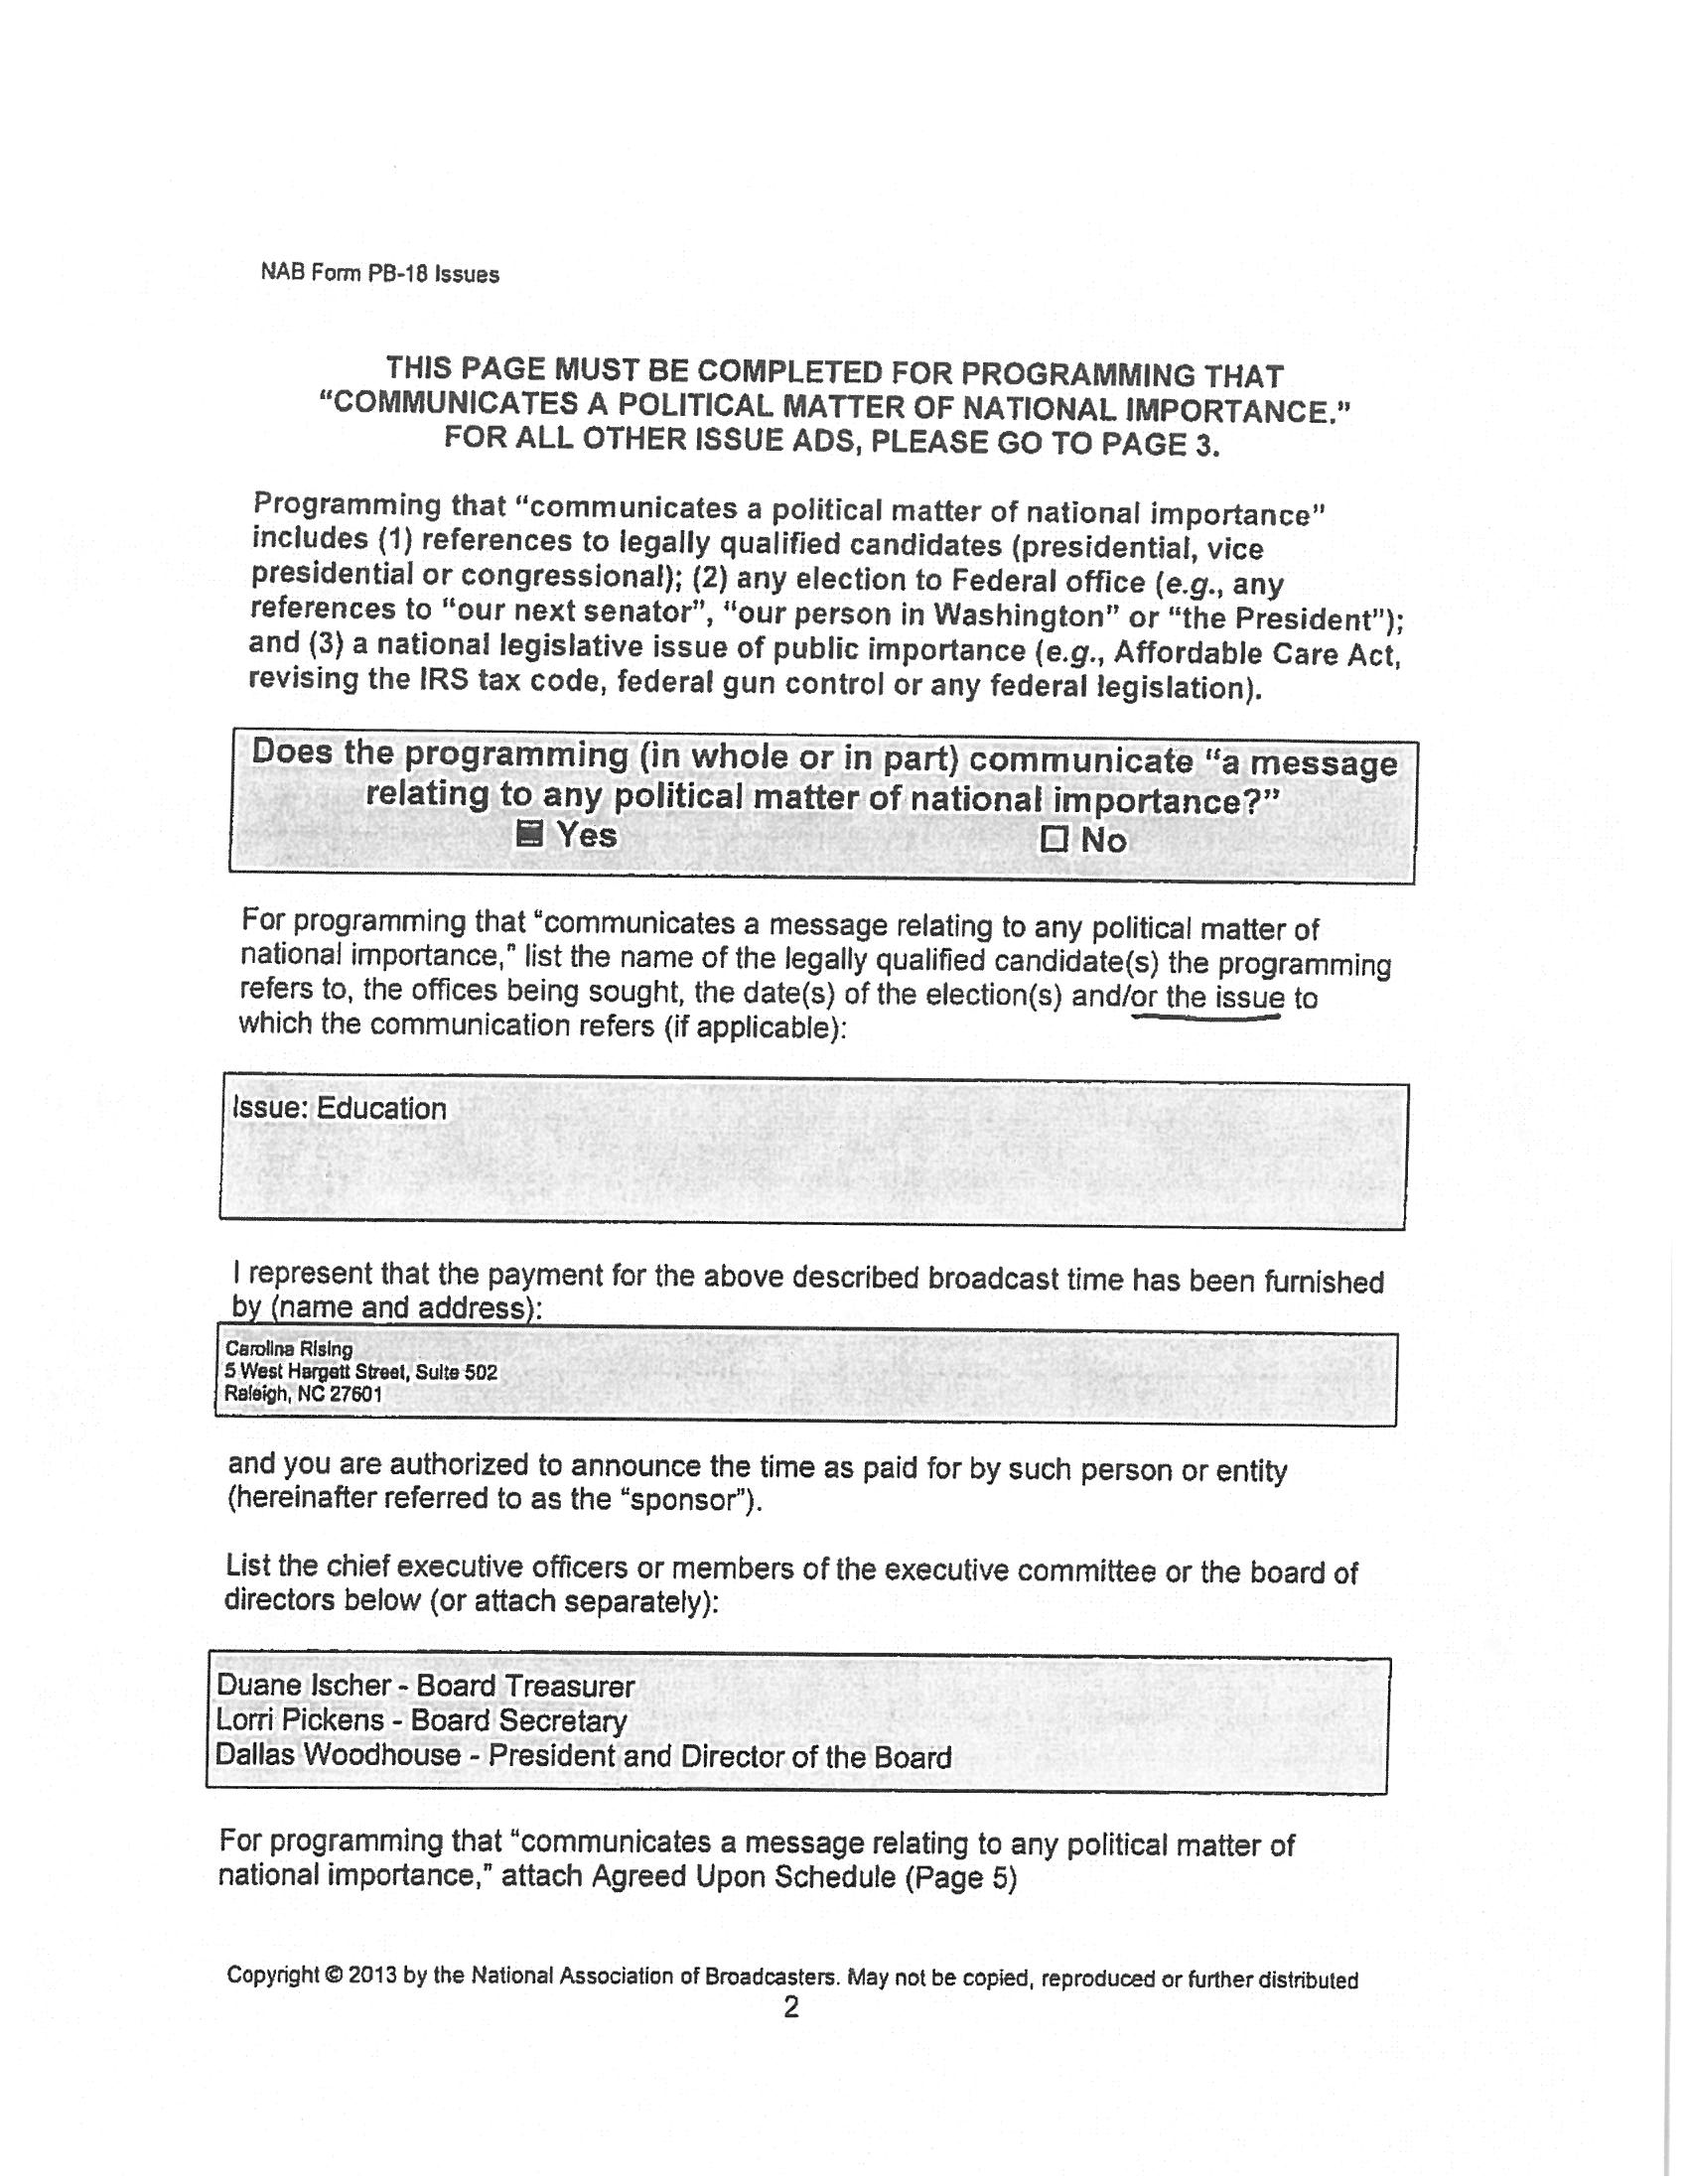 NAB Form PB-18 Issues
THIS PAGE MUST BE COMPLETED FOR PROGRAMMING THAT
“COMMUNICATES A POLITICAL MATTER OF NATIONAL IMPORTANCE.”
FOR ALL OTHER ISSUE ADS, PLEASE GO TO PAGE 3.
Programming that “communicates a political matter of national importance”
includes (1) references to legally qualified candidates (presidential, vice
presidential or congressional); (2) any election to Federal office (e.g., any
references to “our next senator”, “our person in Washington” or “the President”);
and (3) a national legislative issue of public importance (e.g., Affordable Care Act,
revising the IRS tax code, federal gun control or any federal legislation).
Does the programming (in whole or in part) communicate “a message
relating to any political matter of national importance?”
Yes ☐ No
For programming that “communicates a message relating to any political matter of
national importance,” list the name of the legally qualified candidate(s) the programming
refers to, the offices being sought, the date(s) of the election(s) and/or the issue to
which the communication refers (if applicable):
Issue: Education
I represent that the payment for the above described broadcast time has been furnished
by (name and address):
Carolina Rising
5 West Hargett Street, Suite 502
Raleigh, NC 27601
and you are authorized to announce the time as paid for by such person or entity
(hereinafter referred to as the “sponsor”).
List the chief executive officers or members of the executive committee or the board of
directors below (or attach separately):
Duane Ischer - Board Treasurer
Lorri Pickens - Board Secretary
Dallas Woodhouse - President and Director of the Board
For programming that “communicates a message relating to any political matter of
national importance,” attach Agreed Upon Schedule (Page 5)
Copyright © 2013 by the National Association of Broadcasters. May not be copied, reproduced or further distributed
2